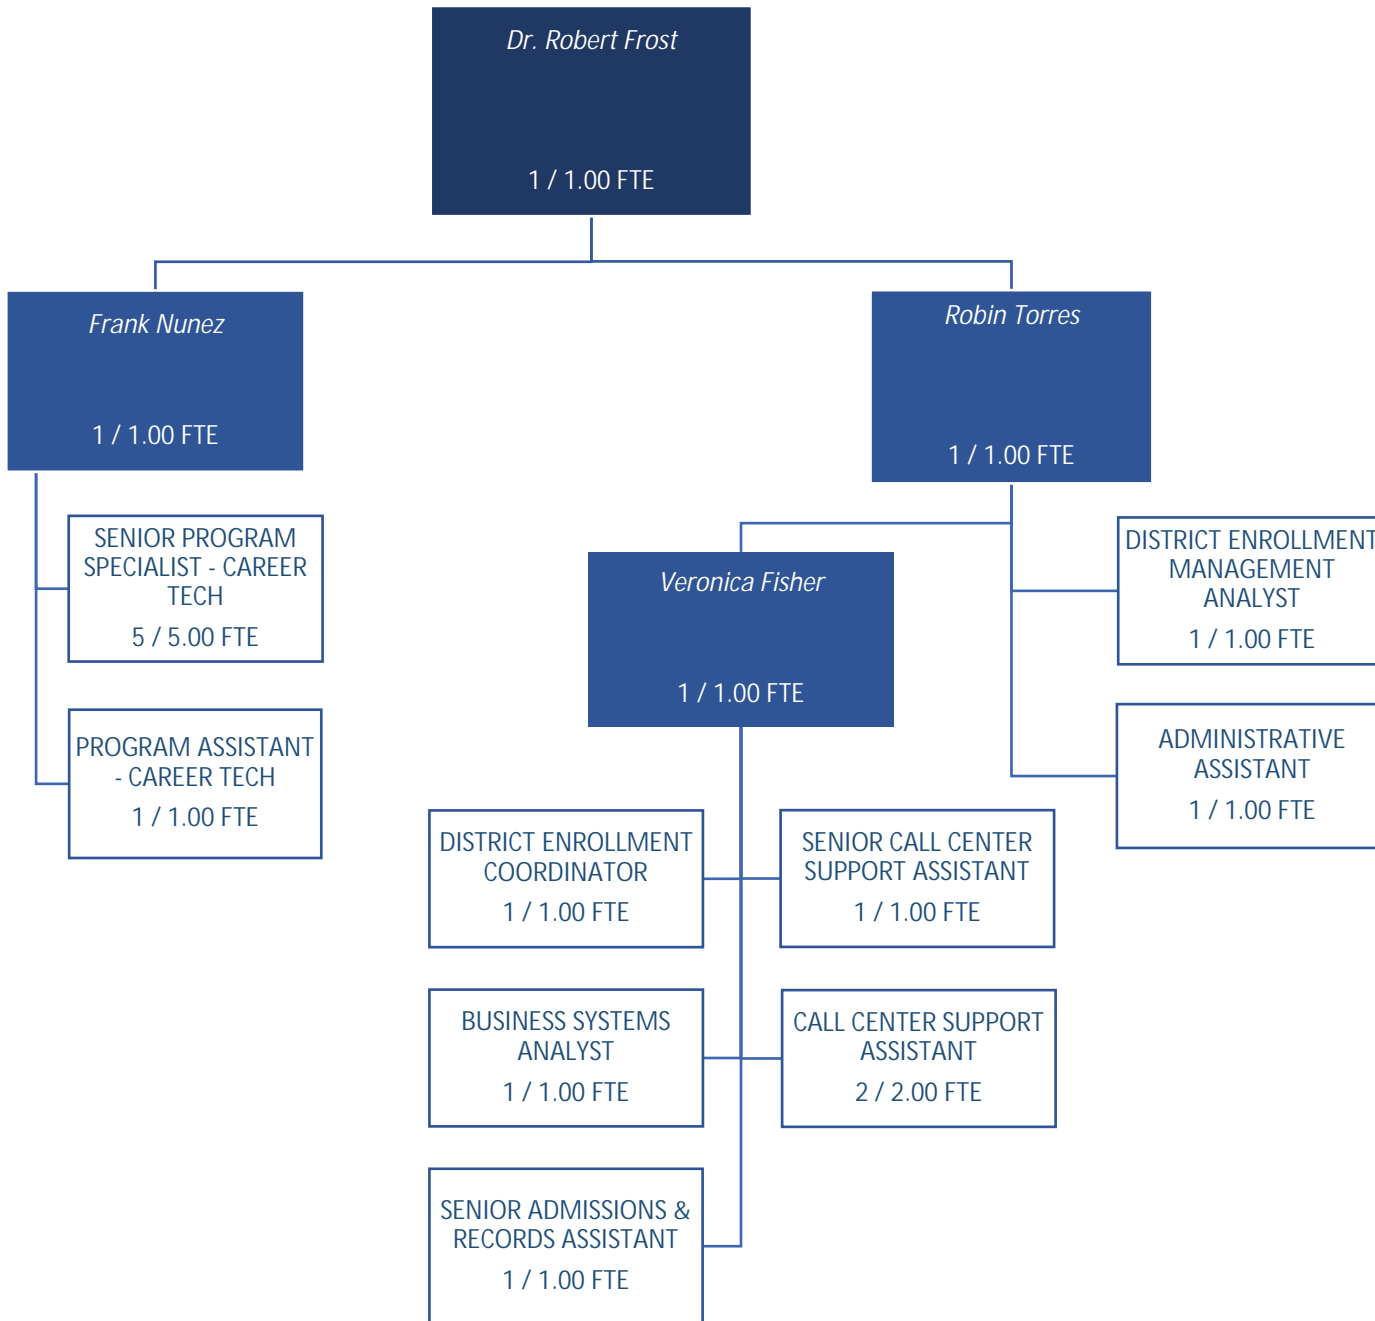 Dr. Robert Frost
1 / 1.00 FTE
Frank Nunez
1 / 1.00 FTE
Robin Torres
1 / 1.00 FTE
SENIOR PROGRAM
SPECIALIST - CAREER
TECH
5 / 5.00 FTE
PROGRAM ASSISTANT
- CAREER TECH
1 / 1.00 FTE
Veronica Fisher
1 / 1.00 FTE
DISTRICT ENROLLMENT
MANAGEMENT
ANALYST
1 / 1.00 FTE
ADMINISTRATIVE
ASSISTANT
1 / 1.00 FTE
DISTRICT ENROLLMENT
COORDINATOR
1 / 1.00 FTE
SENIOR CALL CENTER
SUPPORT ASSISTANT
1 / 1.00 FTE
BUSINESS SYSTEMS
ANALYST
1 / 1.00 FTE
CALL CENTER SUPPORT
ASSISTANT
2 / 2.00 FTE
SENIOR ADMISSIONS &
RECORDS ASSISTANT
1 / 1.00 FTE